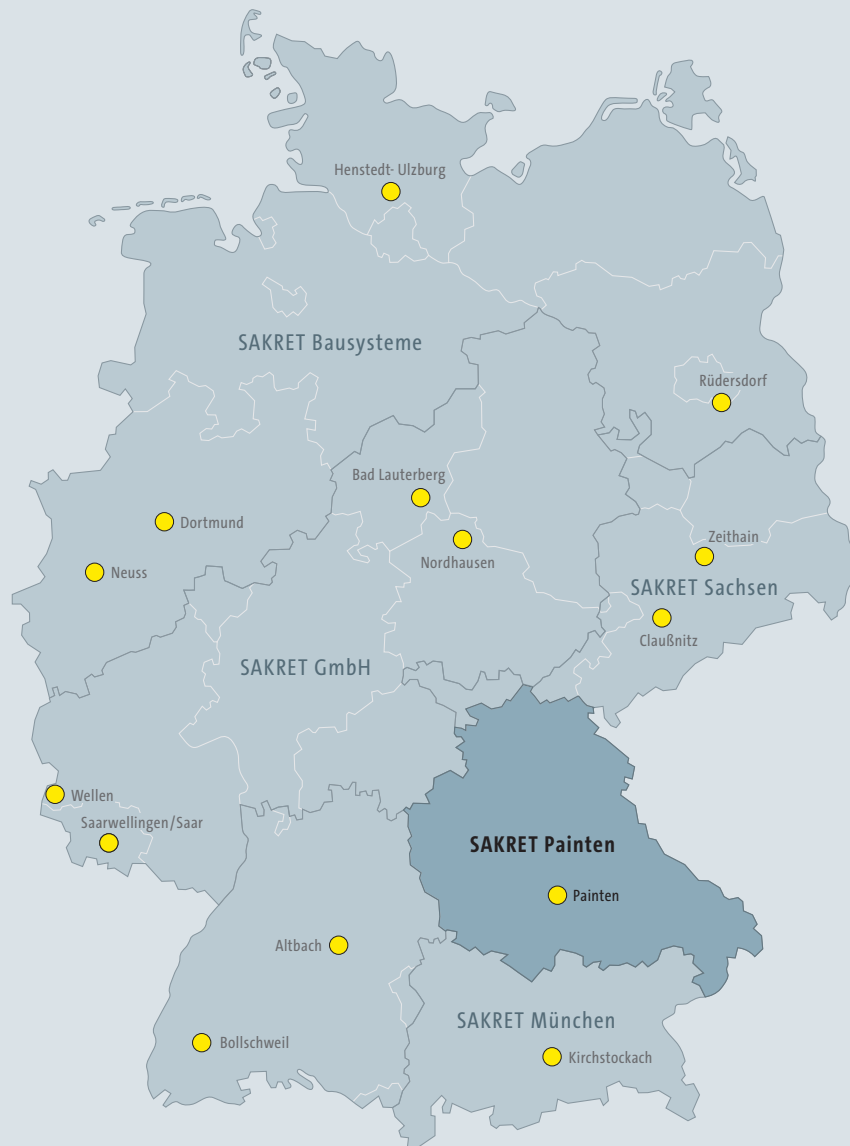 Henstedt- Ulzburg
SAKRET Bausysteme
Rüdersdorf
Bad Lauterberg
Dortmund
Zeithain
Nordhausen
Neuss
SAKRET Sachsen
Claußnitz
SAKRET GmbH
Wellen
Saarwellingen/Saar
SAKRET Painten
Painten
Altbach
SAKRET München
Bollschweil
Kirchstockach